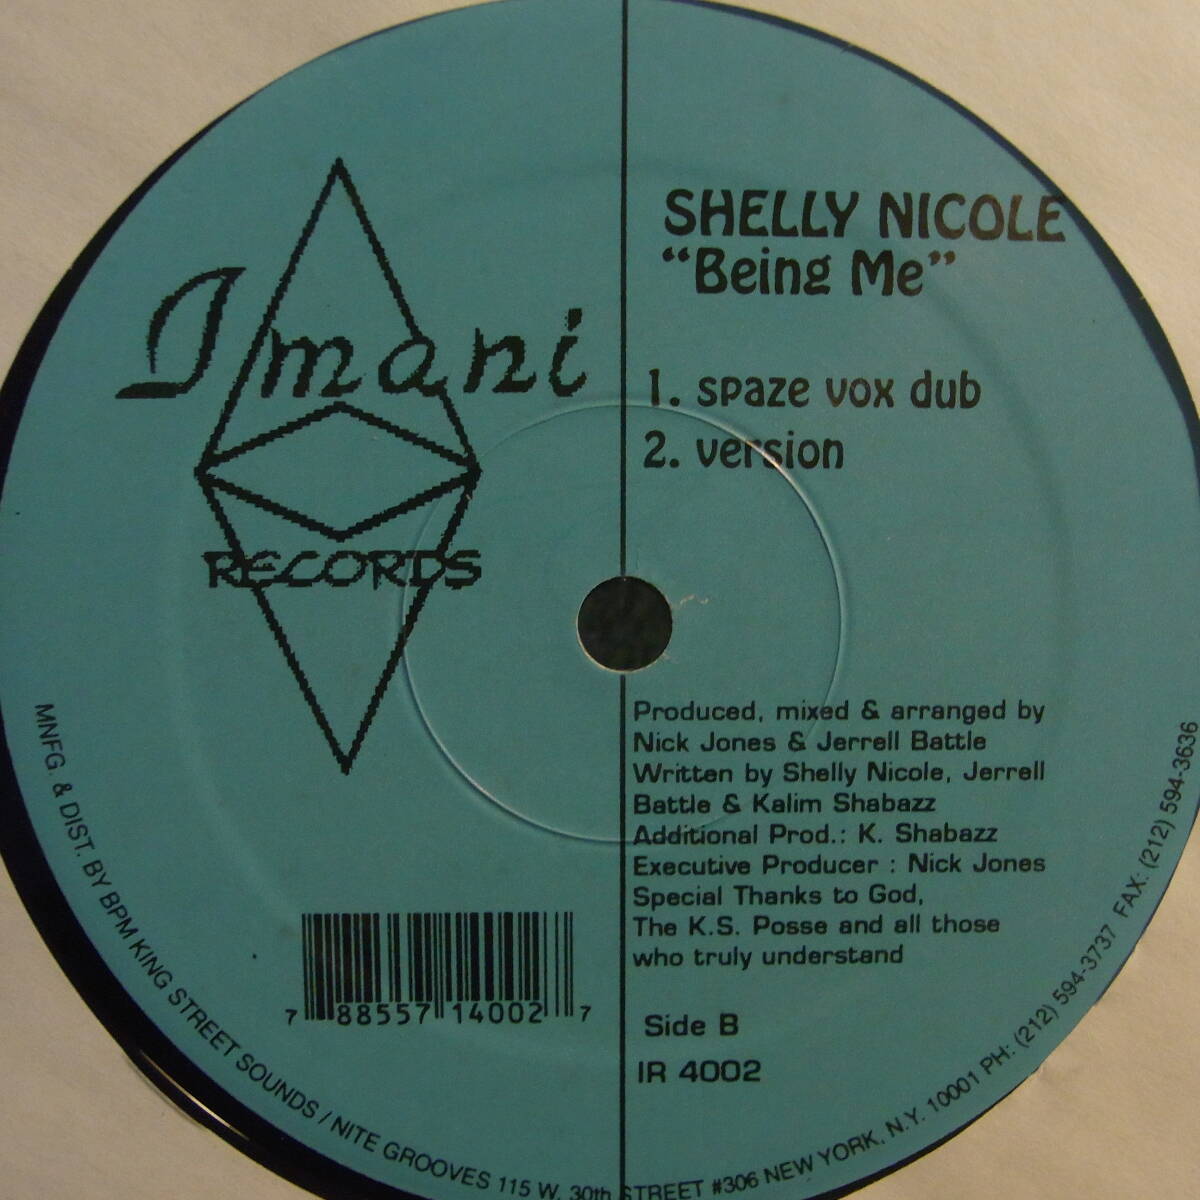 Imani
RECORDS
SHELLY NICOLE
“Being Me”
1. spaze vox dub
2. version
Produced, mixed & arranged by
Nick Jones & Jerrell Battle
Written by Shelly Nicole, Jerrell
Battle & Kalim Shabazz
Additional Prod.: K. Shabazz
Executive Producer : Nick Jones
Special Thanks to God,
The K.S. Posse and all those
who truly understand
Side B
IR 4002
7 88557 14002 7
MNFG. & DIST. BY BPM KING STREET SOUNDS / NITE GROOVES 115 W. 30th STREET #306 NEW YORK, N.Y. 10001 PH: (212) 594-3737 FAX: (212) 594-3636